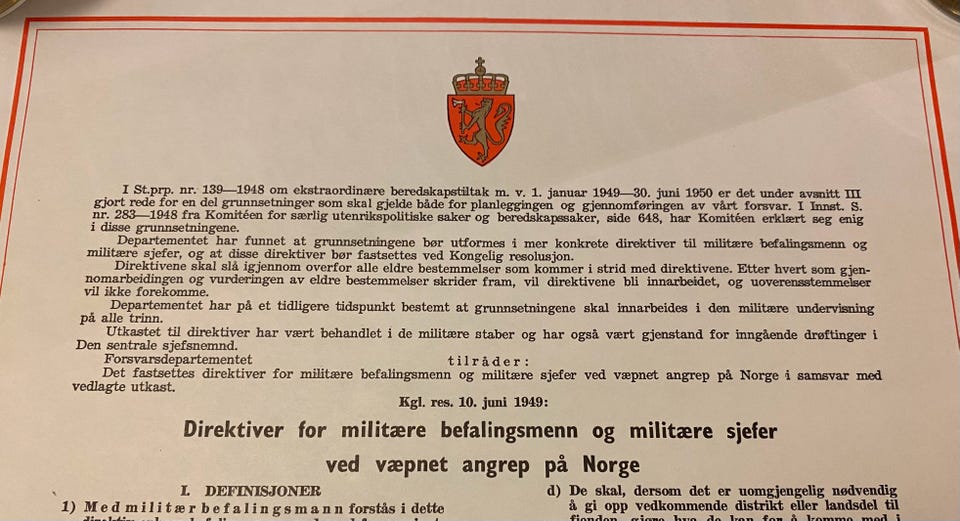 I St.prp. nr. 139—1948 om ekstraordinære beredskapstiltak m. v. 1. januar 1949—30. juni 1950 er det under avsnitt III
gjort rede for en del grunnsetninger som skal gjelde både for planleggingen og gjennomføringen av vårt forsvar. I Innst. S.
nr. 283—1948 fra Komitéen for særlig utenrikspolitiske saker og beredskapssaker, side 648, har Komitéen erklært seg enig
i disse grunnsetningene.
Departementet har funnet at grunnsetningene bør utformes i mer konkrete direktiver til militære befalingsmenn og
militære sjefer, og at disse direktiver bør fastsettes ved Kongelig resolusjon.
Direktivene skal slå igjennom overfor alle eldre bestemmelser som kommer i strid med direktivene. Etter hvert som gjen-
nomarbeidingen og vurderingen av eldre bestemmelser skrider fram, vil direktivene bli innarbeidet, og uoverensstemmelser
vil ikke forekomme.
Departementet har på et tidligere tidspunkt bestemt at grunnsetningene skal innarbeides i den militære undervisning
på alle trinn.
Utkastet til direktiver har vært behandlet i de militære staber og har også vært gjenstand for inngående drøftinger i
Den sentrale sjefsnemnd.
Forsvarsdepartementet tilråder:
Det fastsettes direktiver for militære befalingsmenn og militære sjefer ved væpnet angrep på Norge i samsvar med
vedlagte utkast.
Kgl. res. 10. juni 1949:
Direktiver for militære befalingsmenn og militære sjefer
ved væpnet angrep på Norge
I. DEFINISJONER
1) Med militær befalingsmann forstås i dette
d) De skal, dersom det er uomgjengelig nødvendig
å gi opp vedkommende distrikt eller landsdel til